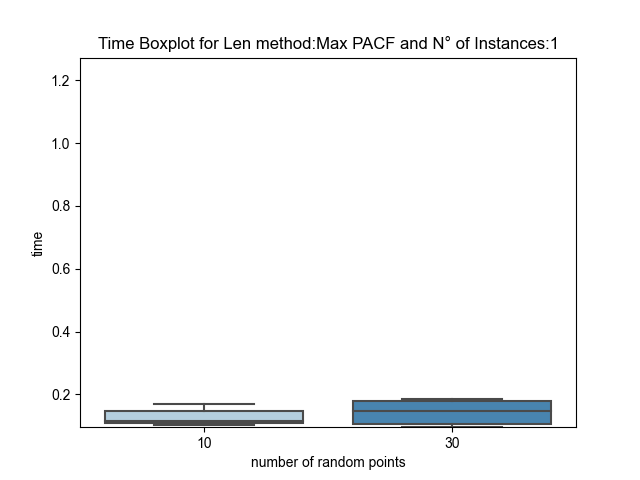 Time Boxplot for Len method:Max PACF and N° of Instances:1
1.2
1.0
0.8
0.6
0.4
0.2
time
10 30
number of random points